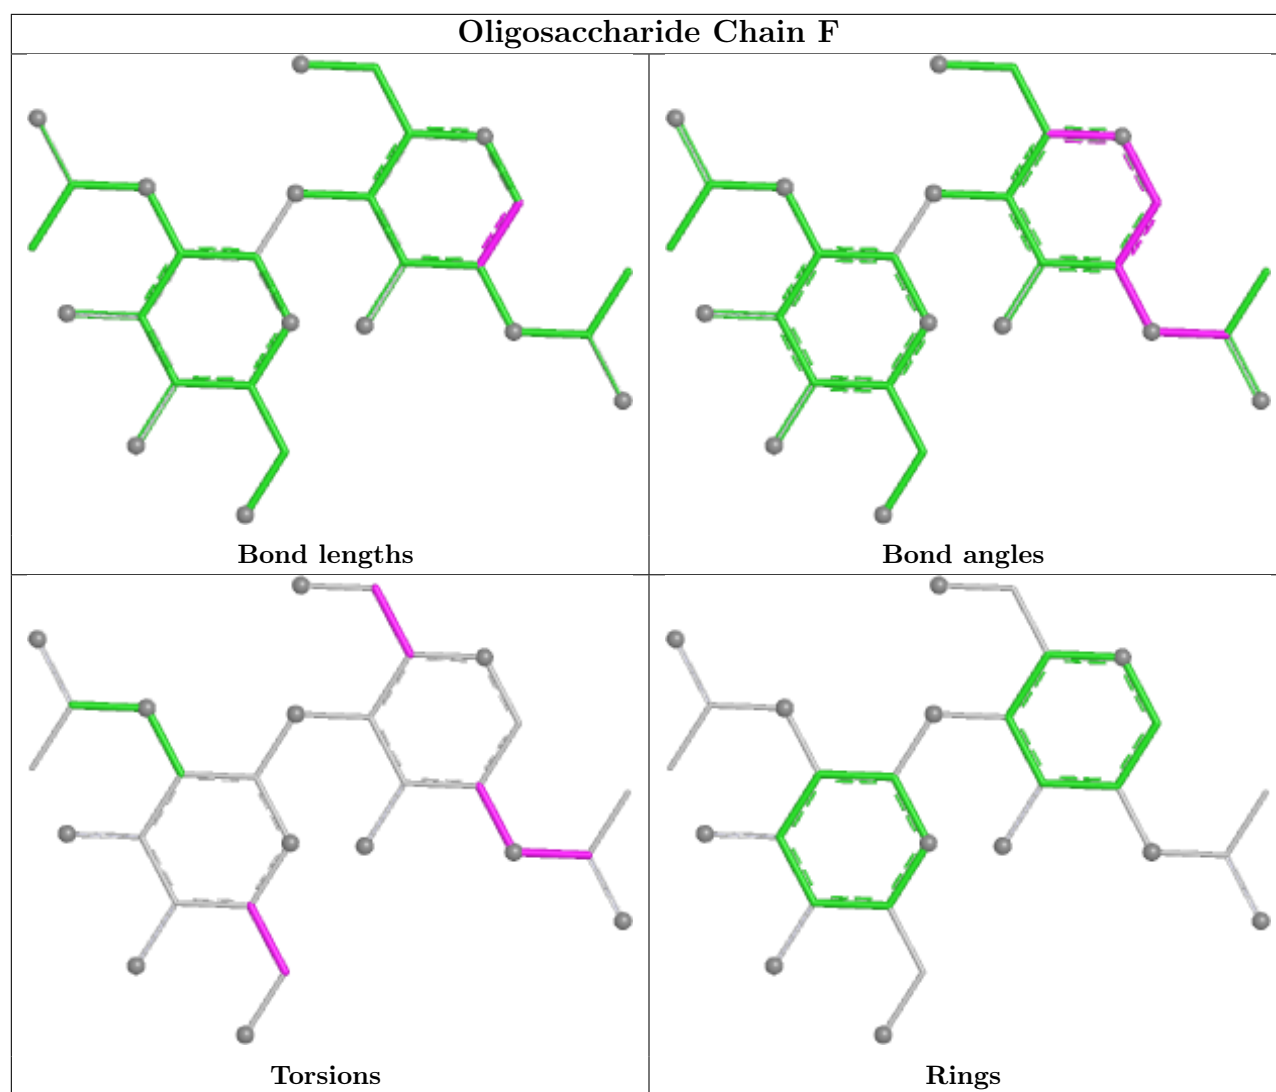 Oligosaccharide Chain F
Bond lengths
Bond angles
Torsions
Rings